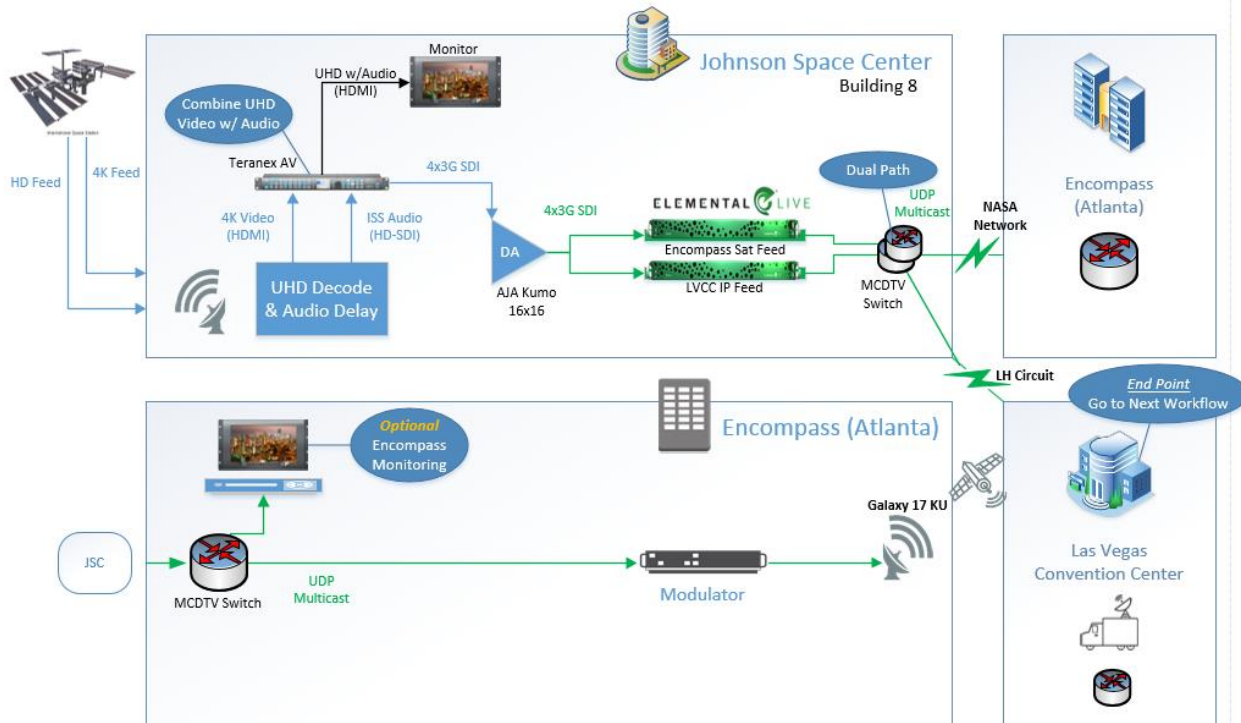 International Space Station
HD Feed
4K Feed
Johnson Space Center
Building 8
Monitor
UHD w/Audio
(HDMI)
Combine UHD
Video w/ Audio
Teranex AV
4x3G SDI
4K Video
(HDMI)
ISS Audio
(HD-SDI)
UHD Decode
& Audio Delay
DA
AJA Kumo
16x16
4x3G SDI
ELEMENTAL LIVE
Encompass Sat Feed
LVCC IP Feed
Dual Path
UDP
Multicast
MCDTV
Switch
NASA
Network
Encompass
(Atlanta)
LH Circuit
End Point
Go to Next Workflow
Encompass (Atlanta)
Optional
Encompass
Monitoring
JSC
MCDTV Switch
UDP
Multicast
Modulator
Galaxy 17 KU
Las Vegas
Convention Center